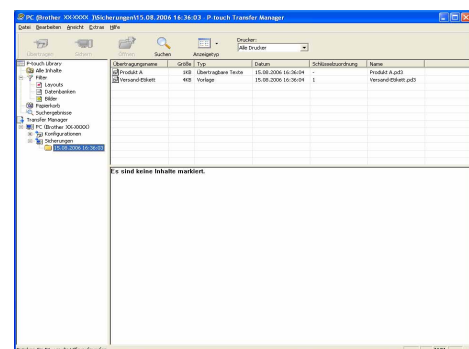 PC (Brother XX-XXXX )\Sicherungen\15.08.2006 16:36:03 - P-touch Transfer Manager
Datei Bearbeiten Ansicht Extras Hilfe
Übertragen Sichern Öffnen Suchen Anzeigetyp
Drucker:
Alle Drucker
P-touch Library
Alle Inhalte
Filter
Layouts
Datenbanken
Bilder
Papierkorb
Suchergebnisse
Transfer Manager
PC (Brother XX-XXXX)
Konfigurationen
Sicherungen
15.08.2006 16:36:03
Übertragungsname Größe Typ Datum Schlüsselzuordnung Name
Produkt A 1KB Übertragbare Texte 15.08.2006 16:36:04 - Produkt A.pd3
Versand-Etikett 4KB Vorlage 15.08.2006 16:36:04 1 Versand-Etikett.pd3
Es sind keine Inhalte markiert.